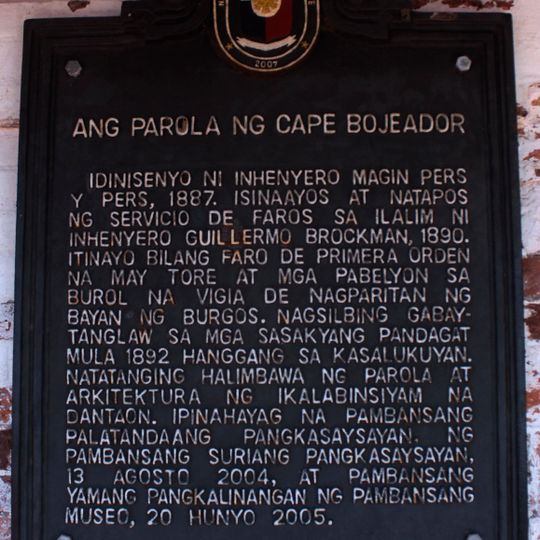 2007
ANG PAROLA NG CAPE BOJEADOR
IDINISENYO NI INHENYERO MAGIN PERS
Y PERS, 1887. ISINAAYOS AT NATAPOS
NG SERVICIO DE FAROS SA ILALIM NI
INHENYERO GUILLERMO BROCKMAN, 1890.
ITINAYO BILANG FARO DE PRIMERA ORDEN
NA MAY TORE AT MGA PABELYON SA
BUROL NA VIGIA DE NAGPARITAN NG
BAYAN NG BURGOS. NAGSILBING GABAY-
TANGLAW SA MGA SASAKYANG PANDAGAT
MULA 1892 HANGGANG SA KASALUKUYAN.
NATATANGING HALIMBAWA NG PAROLA AT
ARKITEKTURA NG IKALABINSIYAM NA
DANTAON. IPINAHAYAG NA PAMBANSANG
PALATANDAANG PANGKASAYSAYAN, NG
PAMBANSANG SURIANG PANGKASAYSAYAN,
13 AGOSTO 2004, AT PAMBANSANG
YAMANG PANGKALINANGAN NG PAMBANSANG
MUSEO, 20 HUNYO 2005.